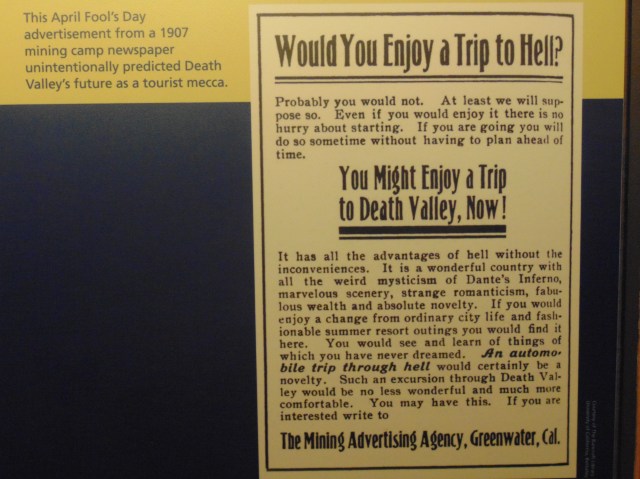 This April Fool's Day
advertisement from a 1907
mining camp newspaper
unintentionally predicted Death
Valley's future as a tourist mecca.
Would You Enjoy a Trip to Hell?
Probably you would not. At least we will sup-
pose so. Even if you would enjoy it there is no
hurry about starting. If you are going you will
do so sometime without having to plan ahead of
time.
You Might Enjoy a Trip
to Death Valley, Now!
It has all the advantages of hell without the
inconveniences. It is a wonderful country with
all the weird mysticism of Dante's Inferno,
marvelous scenery, strange romanticism, fabu-
lous wealth and absolute novelty. If you would
enjoy a change from ordinary city life and fash-
ionable summer resort outings you would find it
here. You would see and learn of things of
which you have never dreamed. An automo-
bile trip through hell would certainly be a
novelty. Such an excursion through Death Val-
ley would be no less wonderful and much more
comfortable. You may have this. If you are
interested write to
The Mining Advertising Agency, Greenwater, Cal.